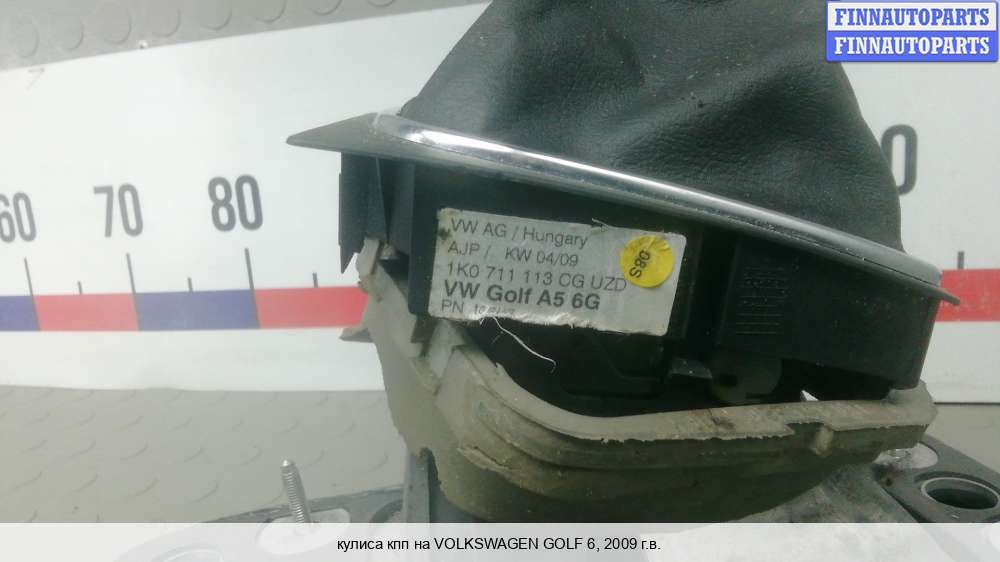 FINNAUTOPARTS
FINNAUTOPARTS
60
70
80
0
VW AG / Hungary
AJP / KW 04/09
1K0 711 113 CG UZD
VW Golf A5 6G
PN
08S
кулиса кпп на VOLKSWAGEN GOLF 6, 2009 г.в.